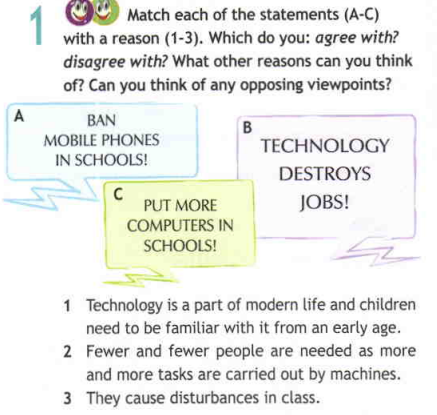 1 Match each of the statements (A-C)
with a reason (1-3). Which do you: agree with?
disagree with? What other reasons can you think
of? Can you think of any opposing viewpoints?
A
BAN
MOBILE PHONES
IN SCHOOLS!
B
TECHNOLOGY
DESTROYS
JOBS!
C
PUT MORE
COMPUTERS IN
SCHOOLS!
1 Technology is a part of modern life and children
need to be familiar with it from an early age.
2 Fewer and fewer people are needed as more
and more tasks are carried out by machines.
3 They cause disturbances in class.